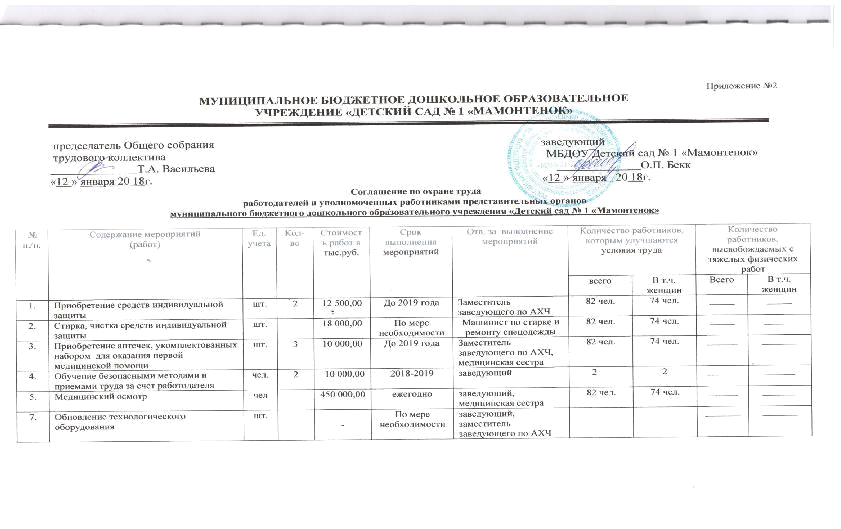 Приложение №2
МУНИЦИПАЛЬНОЕ БЮДЖЕТНОЕ ДОШКОЛЬНОЕ ОБРАЗОВАТЕЛЬНОЕ
УЧРЕЖДЕНИЕ «ДЕТСКИЙ САД № 1 «МАМОНТЕНОК»
председатель Общего собрания
трудового коллектива
Т.А. Васильева
«12 » января 20 18г.
заведующий
МБДОУ Детский сад № 1 «Мамонтенок»
О.П. Бекк
«12 » января 20 18г.
Соглашение по охране труда
работодателей и уполномоченных работниками представительных органов
муниципального бюджетного дошкольного образовательного учреждения «Детский сад № 1 «Мамонтенок»
№ п/п. Содержание мероприятий (работ) Ед. учета Кол-во Стоимост ь работ в тыс.руб. Срок выполнения мероприятий Отв. за выполнение мероприятий Количество работников, которым улучшаются условия труда Количество работников, высвобождаемых с тяжелых физических работ
всего В т.ч. женщин Всего В т.ч. женщин
1. Приобретение средств индивидуальной защиты шт. 2 12 500,00 До 2019 года Заместитель заведующего по АХЧ 82 чел. 74 чел.
2. Стирка, чистка средств индивидуальной защиты шт. 18 000,00 По мере необходимости Машинист по стирке и ремонту спецодежды 82 чел. 74 чел.
3. Приобретение аптечек, укомплектованных набором для оказания первой медицинской помощи шт. 3 10 000,00 До 2019 года Заместитель заведующего по АХЧ, медицинская сестра 82 чел. 74 чел.
4. Обучение безопасными методами и приемами труда за счет работодателя чел. 2 10 000,00 2018-2019 заведующий 2 2
5. Медицинский осмотр чел 450 000,00 ежегодно заведующий, медицинская сестра 82 чел. 74 чел.
7. Обновление технологического оборудования шт. - По мере необходимости заведующий, заместитель заведующего по АХЧ